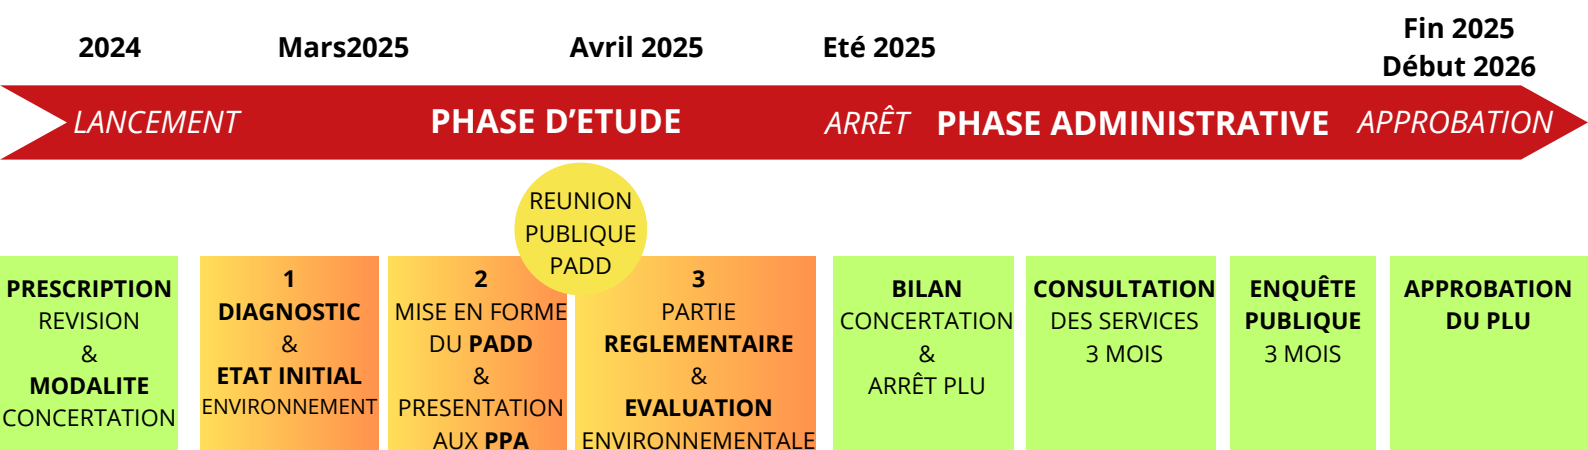 2024
Mars2025
Avril 2025
Eté 2025
Fin 2025
Début 2026
LANCEMENT
PHASE D'ETUDE
ARRÊT
PHASE ADMINISTRATIVE
APPROBATION
REUNION
PUBLIQUE
PADD
PRESCRIPTION
REVISION
&
MODALITE
CONCERTATION
1
DIAGNOSTIC
&
ETAT INITIAL
ENVIRONNEMENT
2
MISE EN FORME
DU PADD
&
PRESENTATION
AUX PPA
3
PARTIE
REGLEMENTAIRE
&
EVALUATION
ENVIRONNEMENTALE
BILAN
CONCERTATION
&
ARRÊT PLU
CONSULTATION
DES SERVICES
3 MOIS
ENQUÊTE
PUBLIQUE
3 MOIS
APPROBATION
DU PLU